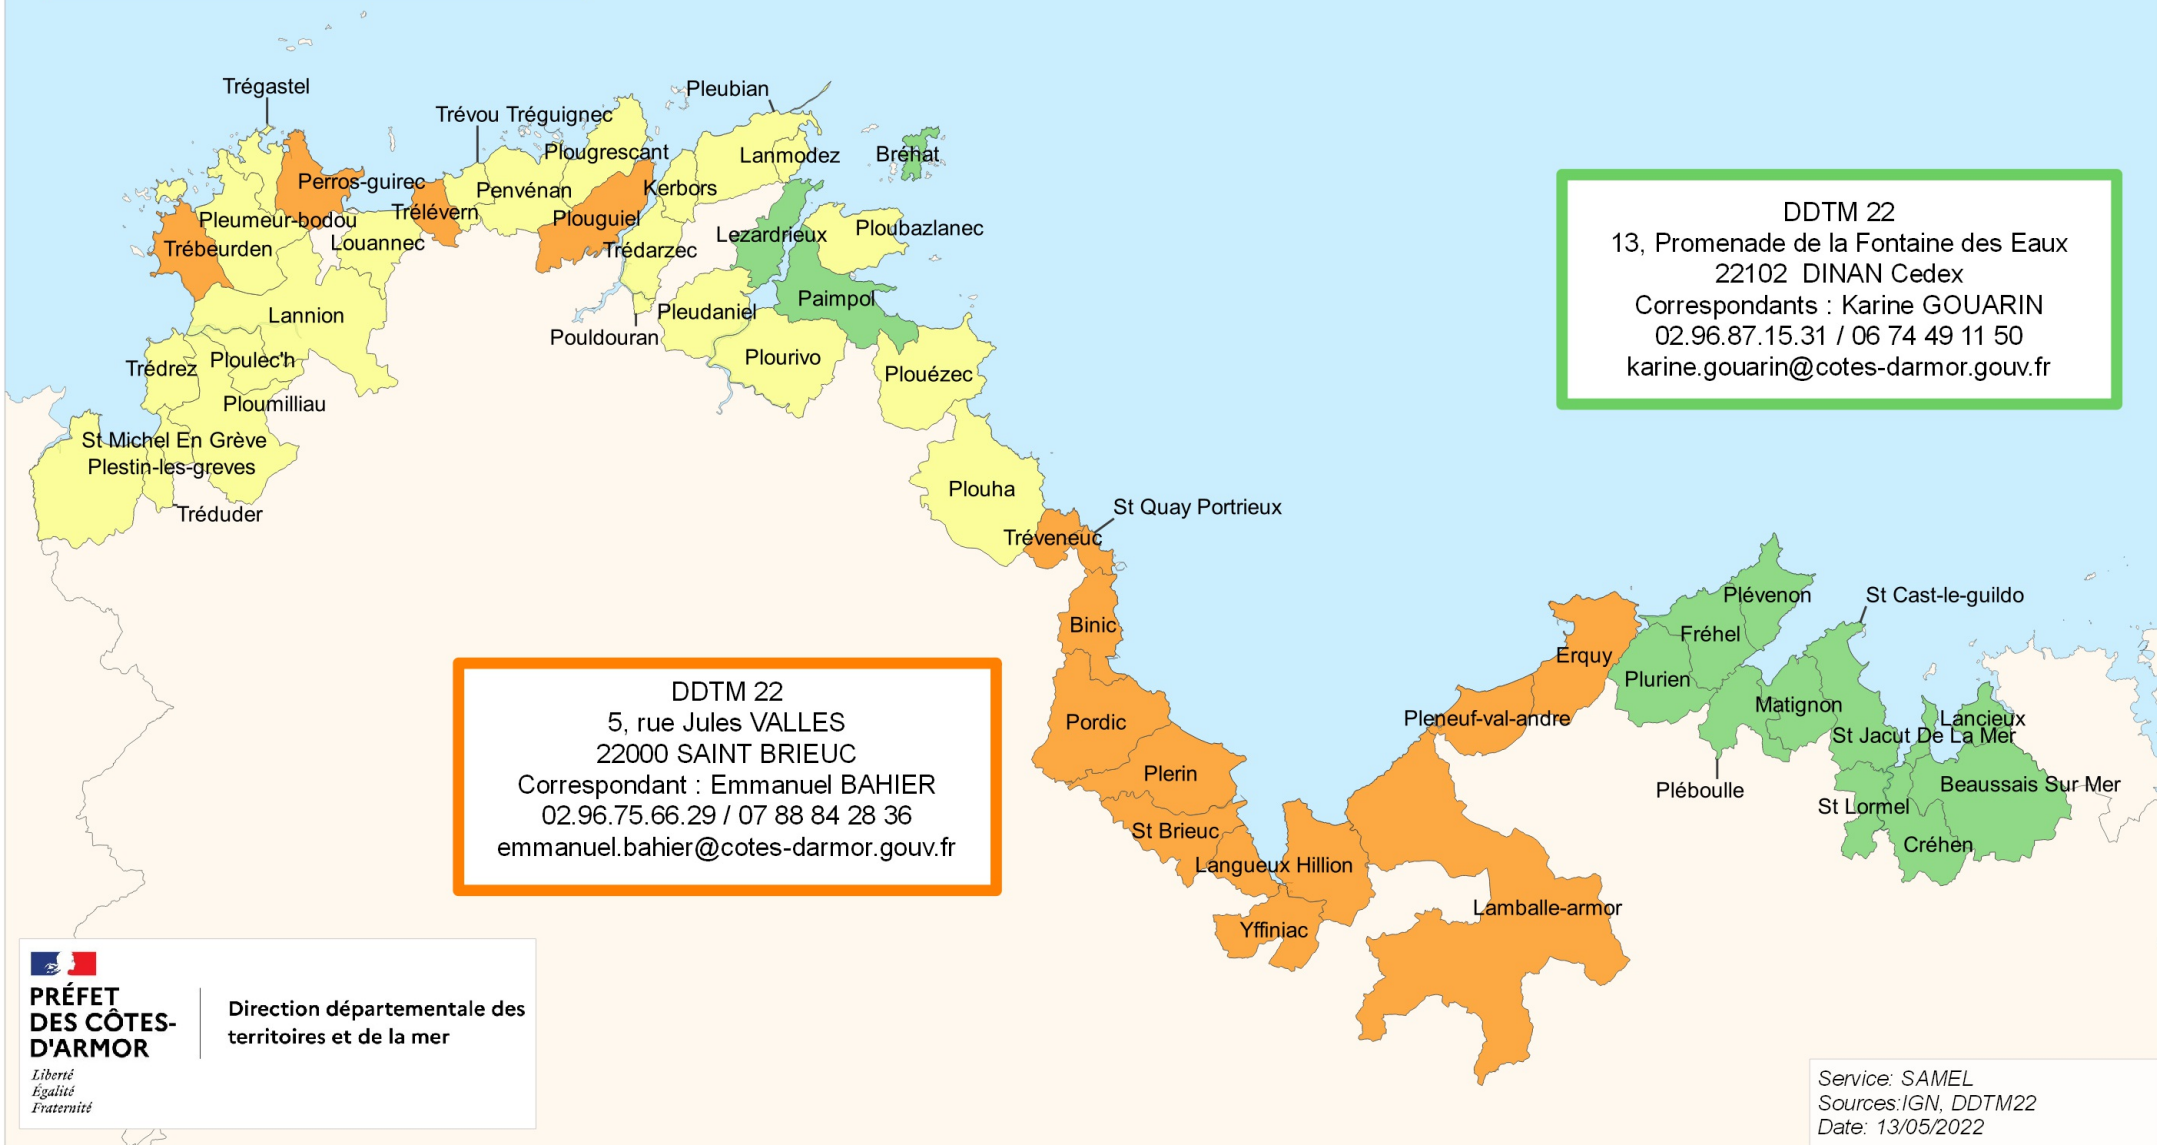 Trégastel
Pleubian
Trévou Tréguignec
Plougrescant
Lanmodez
Bréhat
Perros-guirec
Penvénan
Kerbors
Pleumeur-bodou
Trélévern
Plouguiel
Ploubazlanec
Trébeurden
Louannec
Trédarzec
Lezardrieux
Lannion
Pleudaniel
Paimpol
Pouldouran
Trédrez
Ploulec'h
Plourivo
Plouézec
Ploumilliau
St Michel En Grève
Plestin-les-greves
Tréduder
Plouha
St Quay Portrieux
Tréveneuc
Binic
Pordic
Plerin
St Brieuc
Langueux
Hillion
Yffiniac
Lamballe-armor
Pleneuf-val-andre
Erquy
Plurien
Fréhel
Plévenon
St Cast-le-guildo
Matignon
Pléboulle
Lancieux
St Jacut De La Mer
Beaussais Sur Mer
St Lormel
Créhen
DDTM 22
13, Promenade de la Fontaine des Eaux
22102 DINAN Cedex
Correspondants : Karine GOUARIN
02.96.87.15.31 / 06 74 49 11 50
karine.gouarin@cotes-darmor.gouv.fr
DDTM 22
5, rue Jules VALLES
22000 SAINT BRIEUC
Correspondant : Emmanuel BAHIER
02.96.75.66.29 / 07 88 84 28 36
emmanuel.bahier@cotes-darmor.gouv.fr
PRÉFET
DES CÔTES-
D'ARMOR
Liberté
Égalité
Fraternité
Direction départementale des
territoires et de la mer
Service: SAMEL
Sources:IGN, DDTM22
Date: 13/05/2022